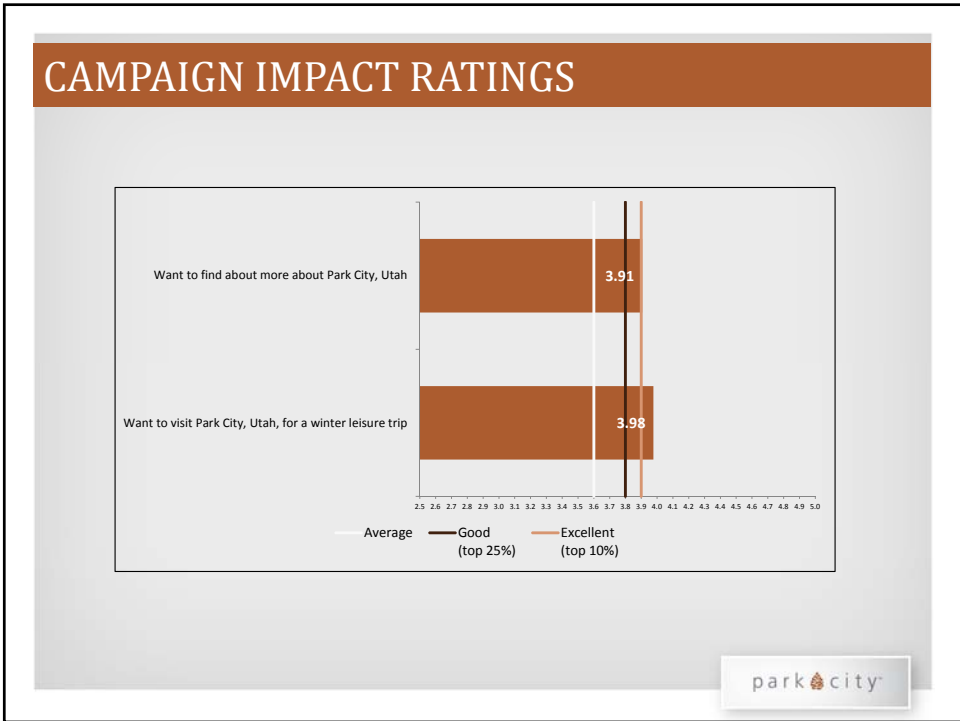 CAMPAIGN IMPACT RATINGS
Want to find about more about Park City, Utah
3.91
Want to visit Park City, Utah, for a winter leisure trip
3.98
2.5 2.6 2.7 2.8 2.9 3.0 3.1 3.2 3.3 3.4 3.5 3.6 3.7 3.8 3.9 4.0 4.1 4.2 4.3 4.4 4.5 4.6 4.7 4.8 4.9 5.0
Average
Good
(top 25%)
Excellent
(top 10%)
park city